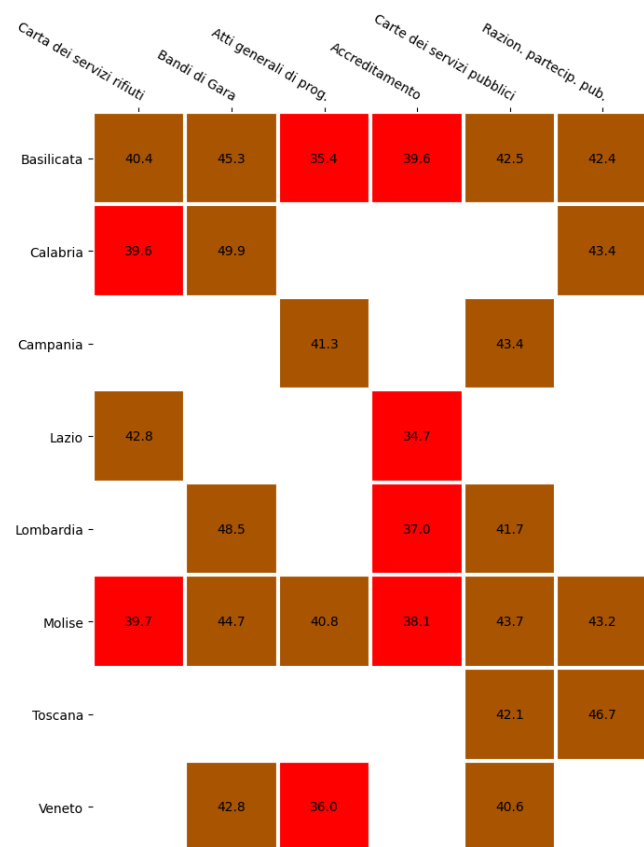 Carta dei servizi rifiuti
Bandi di Gara
Atti generali di prog.
Accreditamento
Carte dei servizi pubblici
Razion. partecip. pub.
Basilicata 40.4 45.3 35.4 39.6 42.5 42.4
Calabria 39.6 49.9 43.4
Campania 41.3 43.4
Lazio 42.8 34.7
Lombardia 48.5 37.0 41.7
Molise 39.7 44.7 40.8 38.1 43.7 43.2
Toscana 42.1 46.7
Veneto 42.8 36.0 40.6